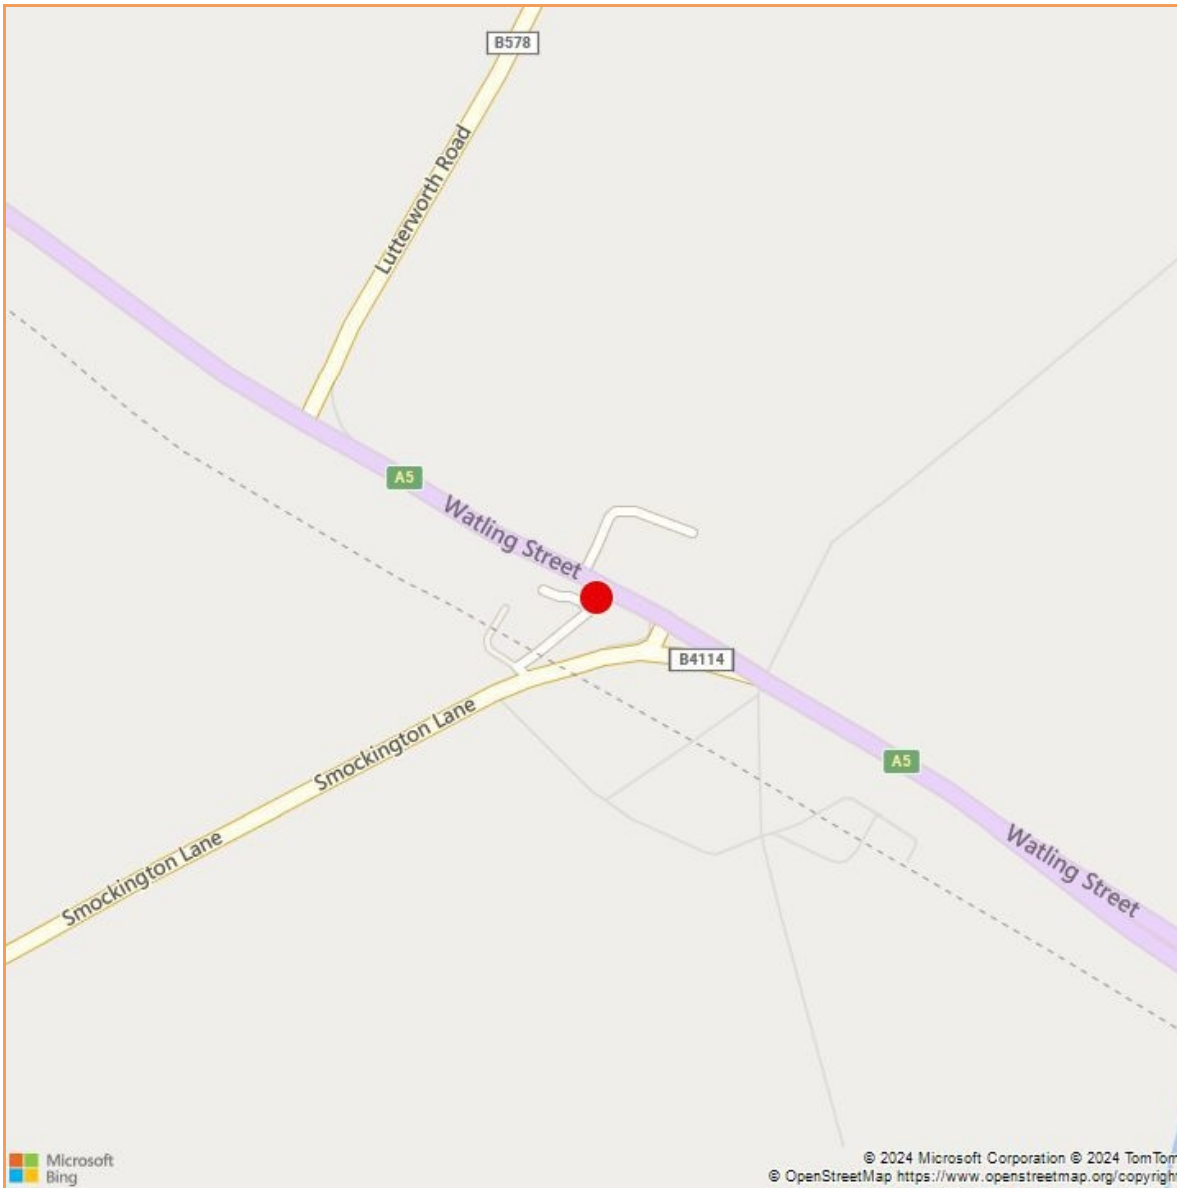 B578
Lutterworth Road
A5
Watling Street
B4114
Smockington Lane
A5
Smockington Lane
Watling Street
Microsoft
Bing
© 2024 Microsoft Corporation © 2024 TomTom
© OpenStreetMap https://www.openstreetmap.org/copyright